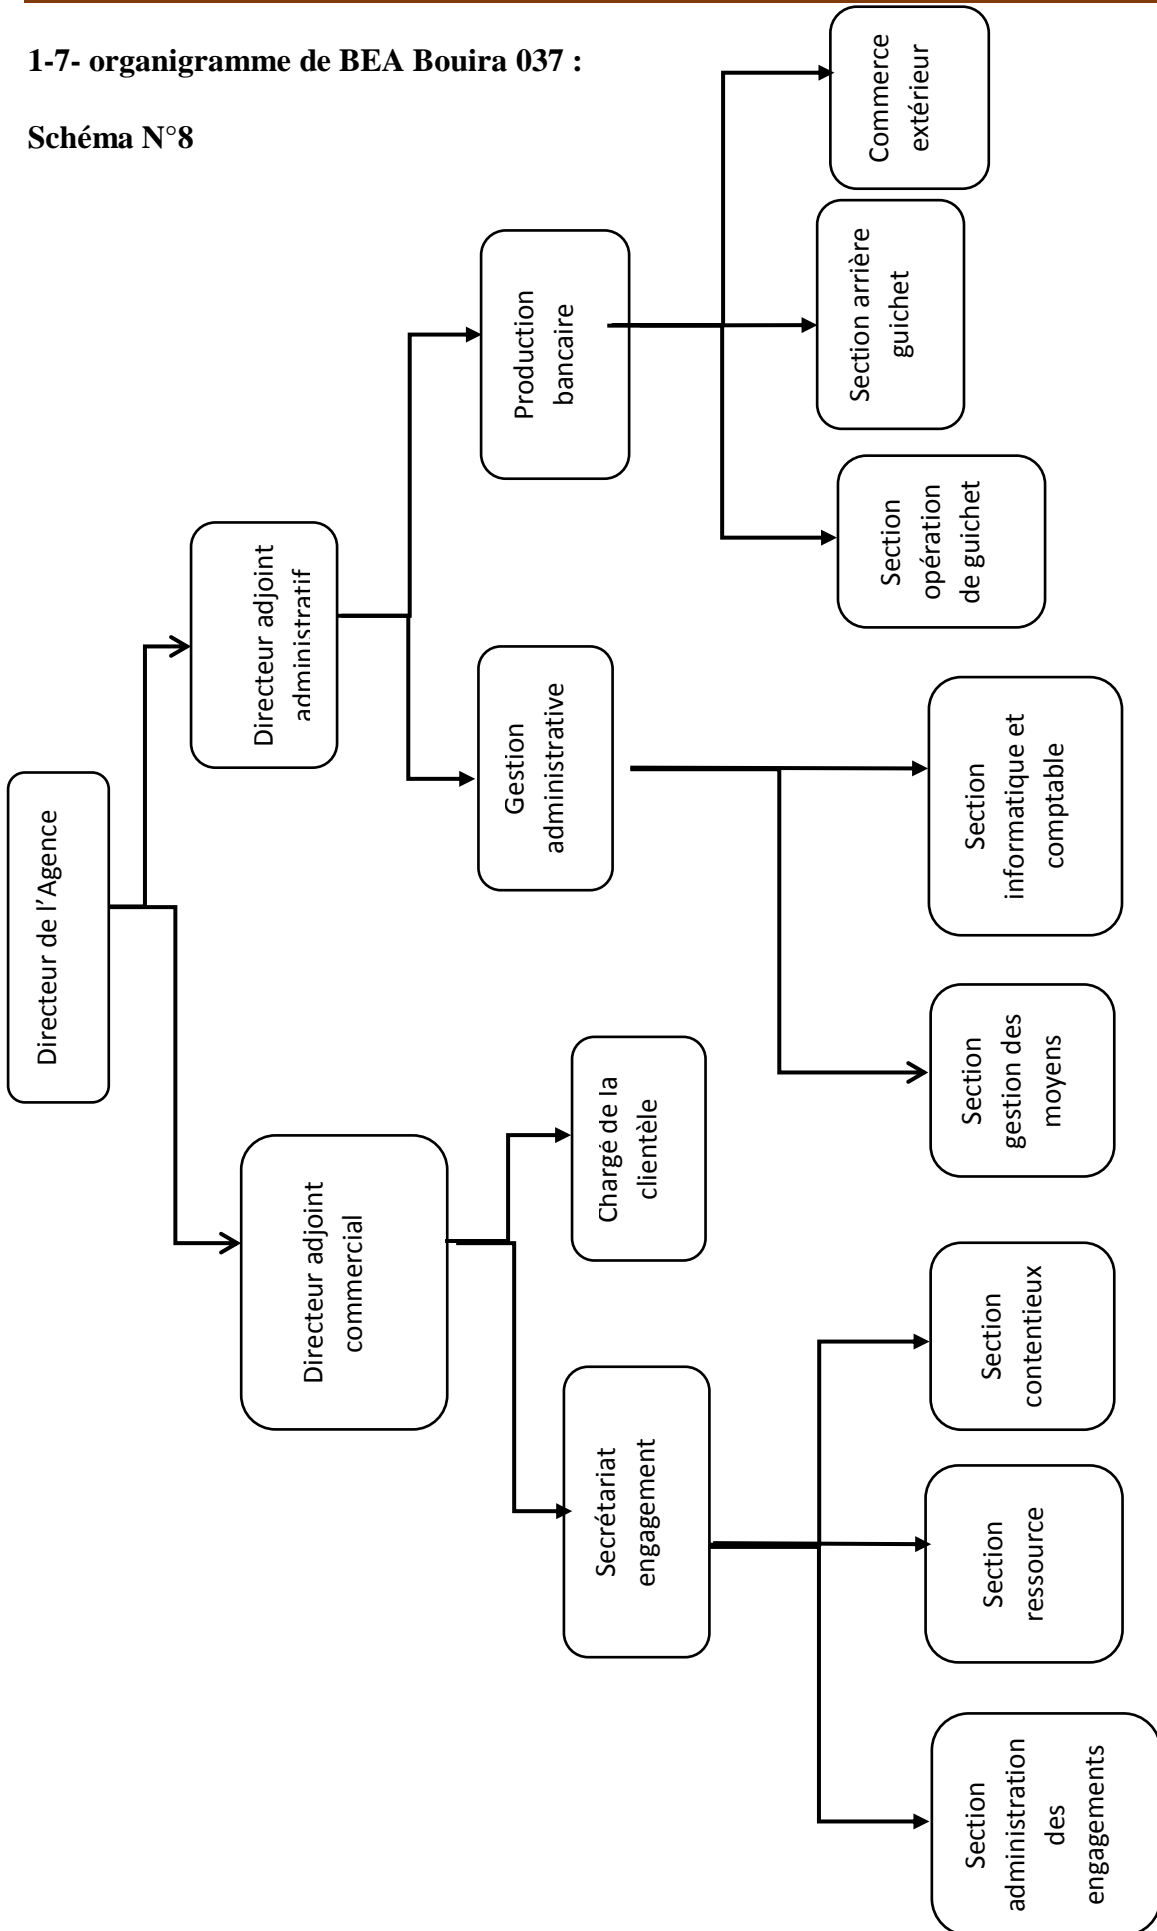 1-7- organigramme de BEA Bouira 037 :
Schéma N°8
Directeur de l'Agence
Directeur adjoint
commercial
Directeur adjoint
administratif
Secrétariat
engagement
Chargé de la
clientèle
Gestion
administrative
Production
bancaire
Section
administration
des
engagements
Section
ressource
Section
contentieux
Section
gestion des
moyens
Section
informatique et
comptable
Section
opération
de guichet
Section arrière
guichet
Commerce
extérieur